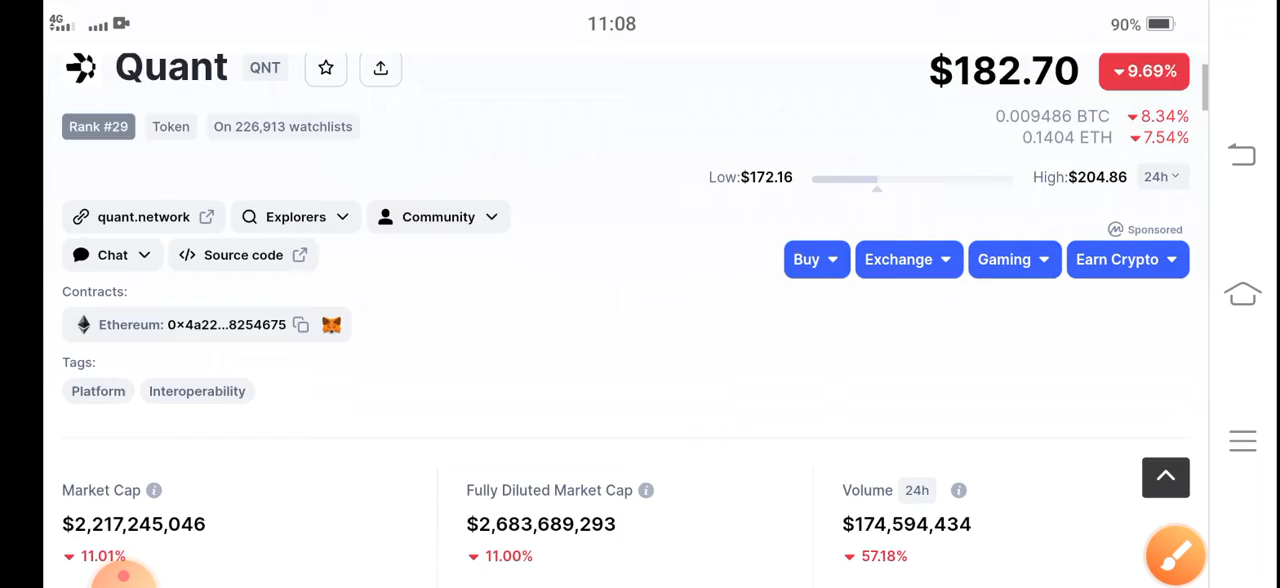 4G 11:08 90%
Quant QNT $182.70 9.69%
Rank #29 Token On 226,913 watchlists 0.009486 BTC 8.34%
0.1404 ETH 7.54%
Low:$172.16 High:$204.86 24h
quant.network Explorers Community
Sponsored
Chat Source code Buy Exchange Gaming Earn Crypto
Contracts:
Ethereum: 0x4a22...8254675
Tags:
Platform Interoperability
Market Cap Fully Diluted Market Cap Volume 24h
$2,217,245,046 $2,683,689,293 $174,594,434
11.01% 11.00% 57.18%